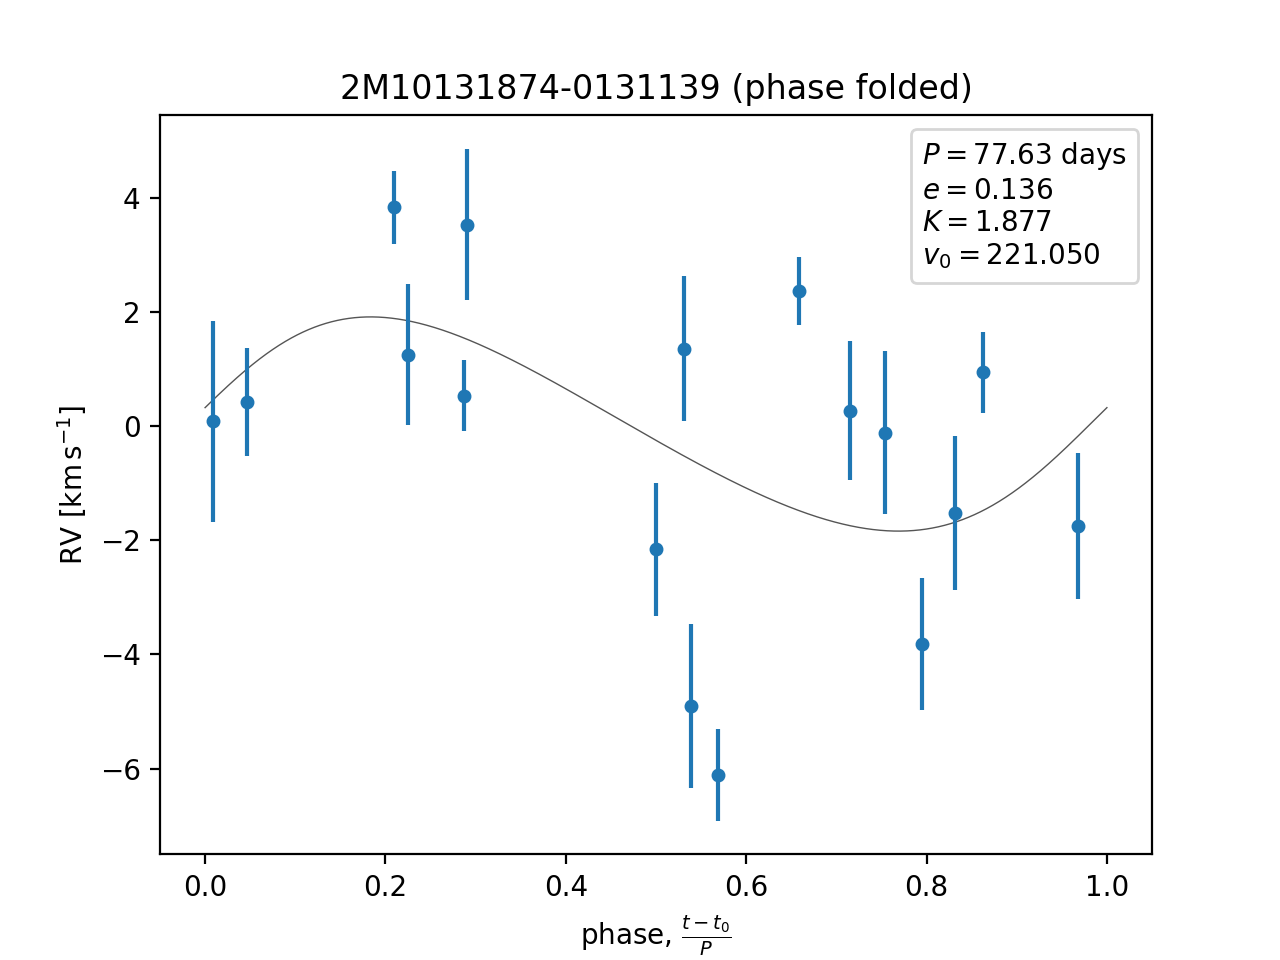 2M10131874-0131139 (phase folded)
P = 77.63 days
e = 0.136
K = 1.877
v₀ = 221.050
4
2
0
−2
−4
−6
RV [km s⁻¹]
0.0 0.2 0.4 0.6 0.8 1.0
phase, (t − t₀)/P